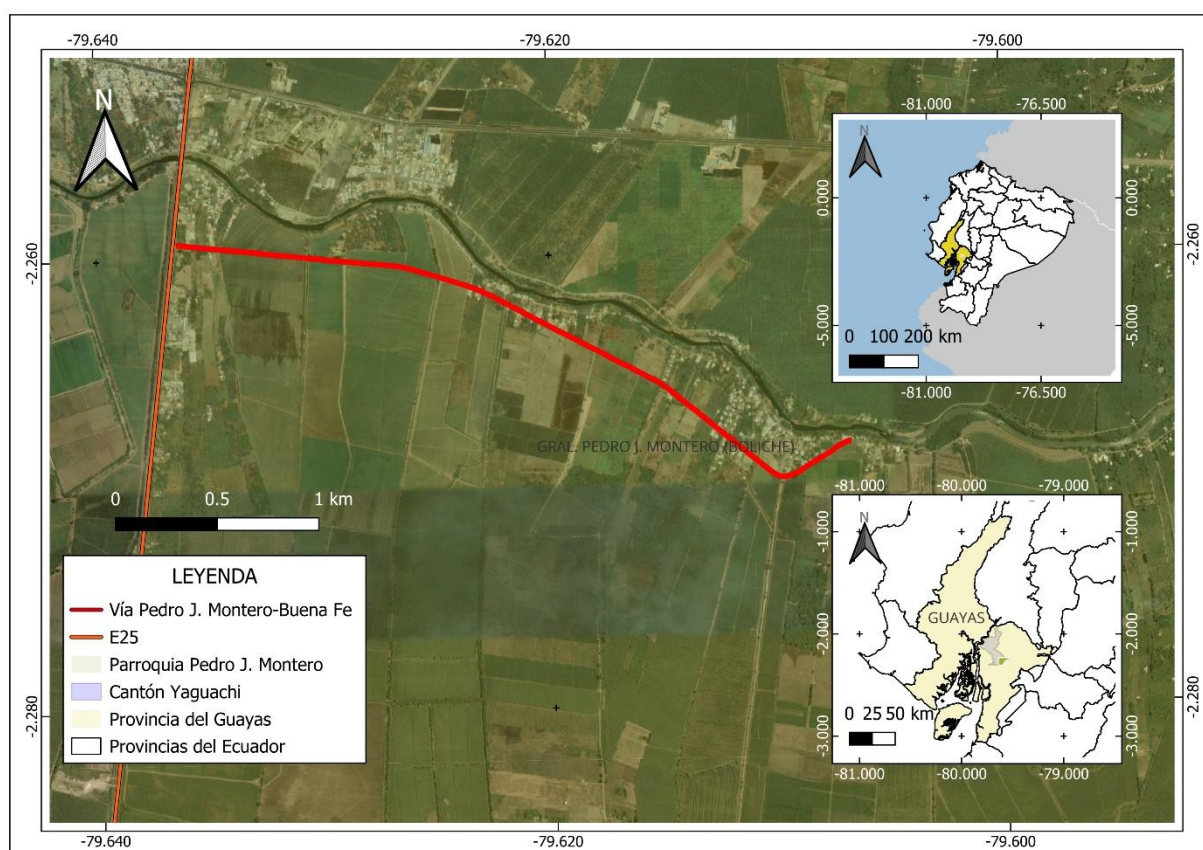 -79.640 -79.620 -79.600
N
-2.260
-2.260
-81.000 -76.500
N
0.000
0.000
-5.000
-5.000
0 100 200 km
-81.000 -76.500
GRAL. PEDRO J. MONTERO (BOLICHE)
0 0.5 1 km
-81.000 -80.000 -79.000
N
-1.000
-1.000
GUAYAS
-2.000
-2.000
0 25 50 km
-3.000
-3.000
-81.000 -80.000 -79.000
LEYENDA
Vía Pedro J. Montero-Buena Fe
E25
Parroquia Pedro J. Montero
Cantón Yaguachi
Provincia del Guayas
Provincias del Ecuador
-2.280
-2.280
-79.640 -79.620 -79.600